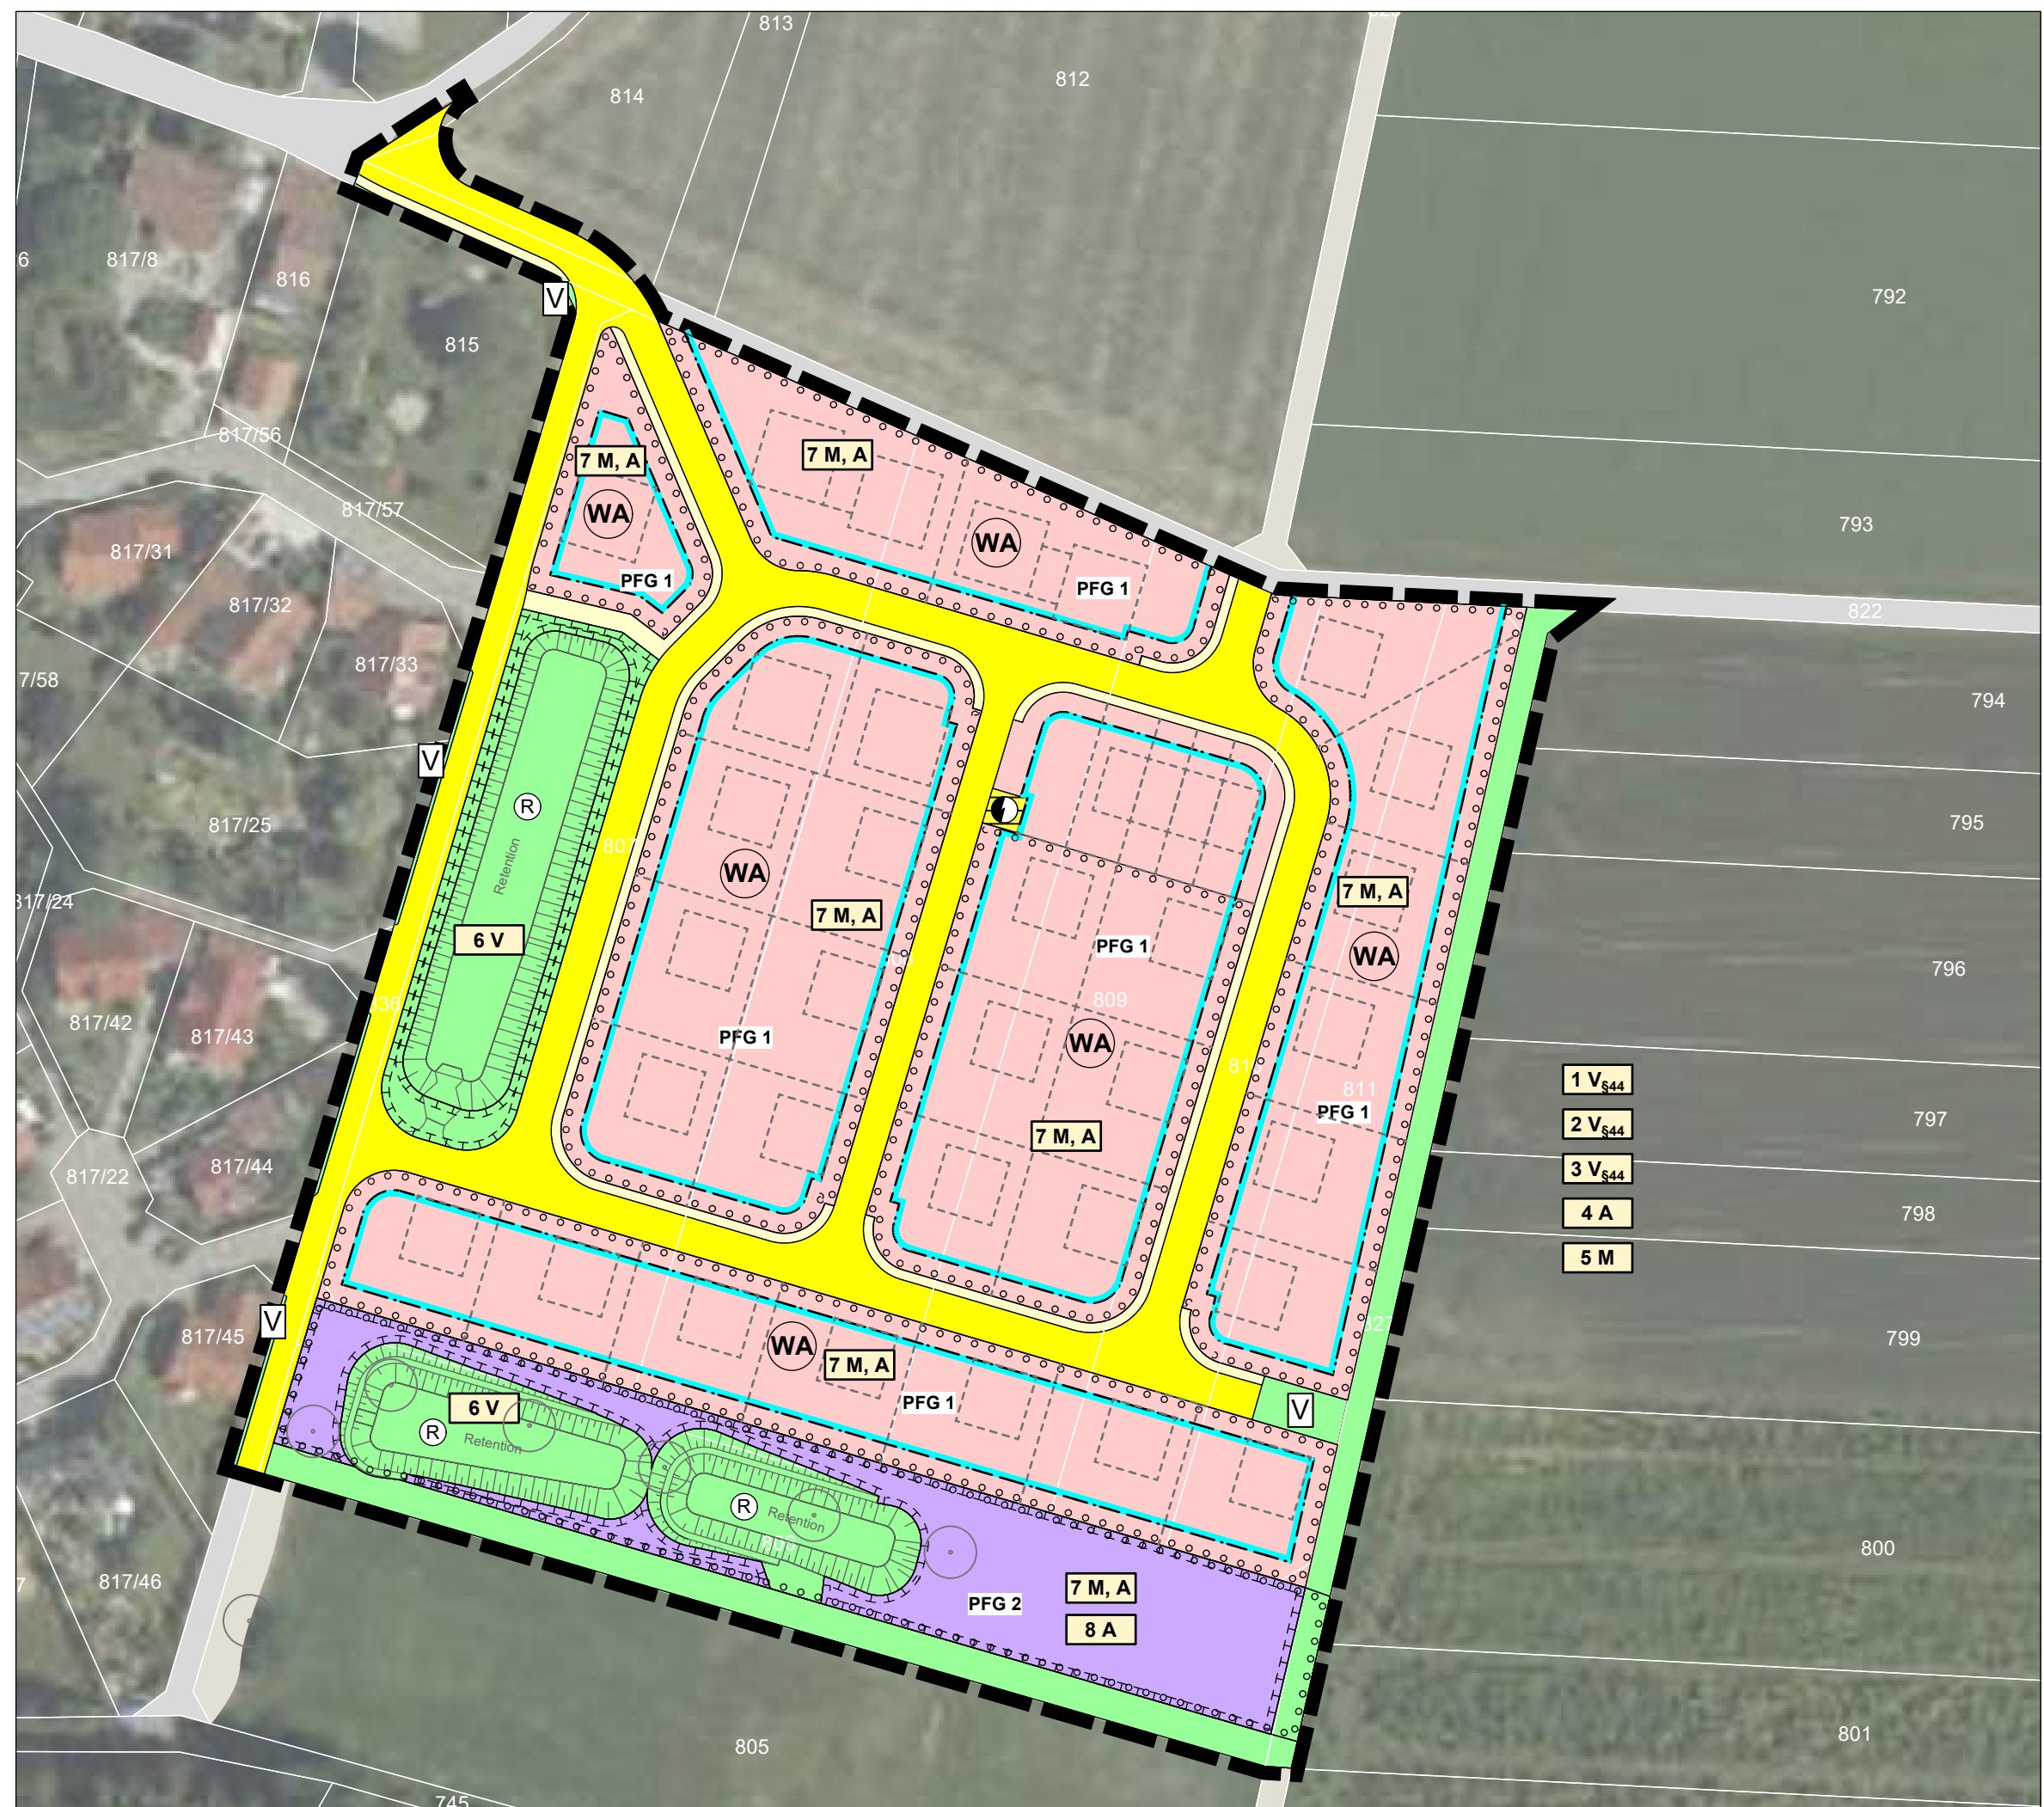 813
812
814
817/8
816
792
815
817/56
7 M, A
7 M, A
817/57
WA
793
817/31
WA
PFG 1
PFG 1
817/32
822
V
817/33
7/58
794
V
R
795
817/25
807
Retention
WA
7 M, A
7 M, A
817/24
6 V
PFG 1
WA
796
809
817/42
817/43
PFG 1
WA
811
1 V§44
PFG 1
2 V§44
797
7 M, A
817/44
3 V§44
817/22
4 A
798
5 M
V
817/45
827
799
WA
7 M, A
6 V
PFG 1
V
R
Retention
R
Retention
800
817/46
PFG 2
7 M, A
8 A
805
801
745